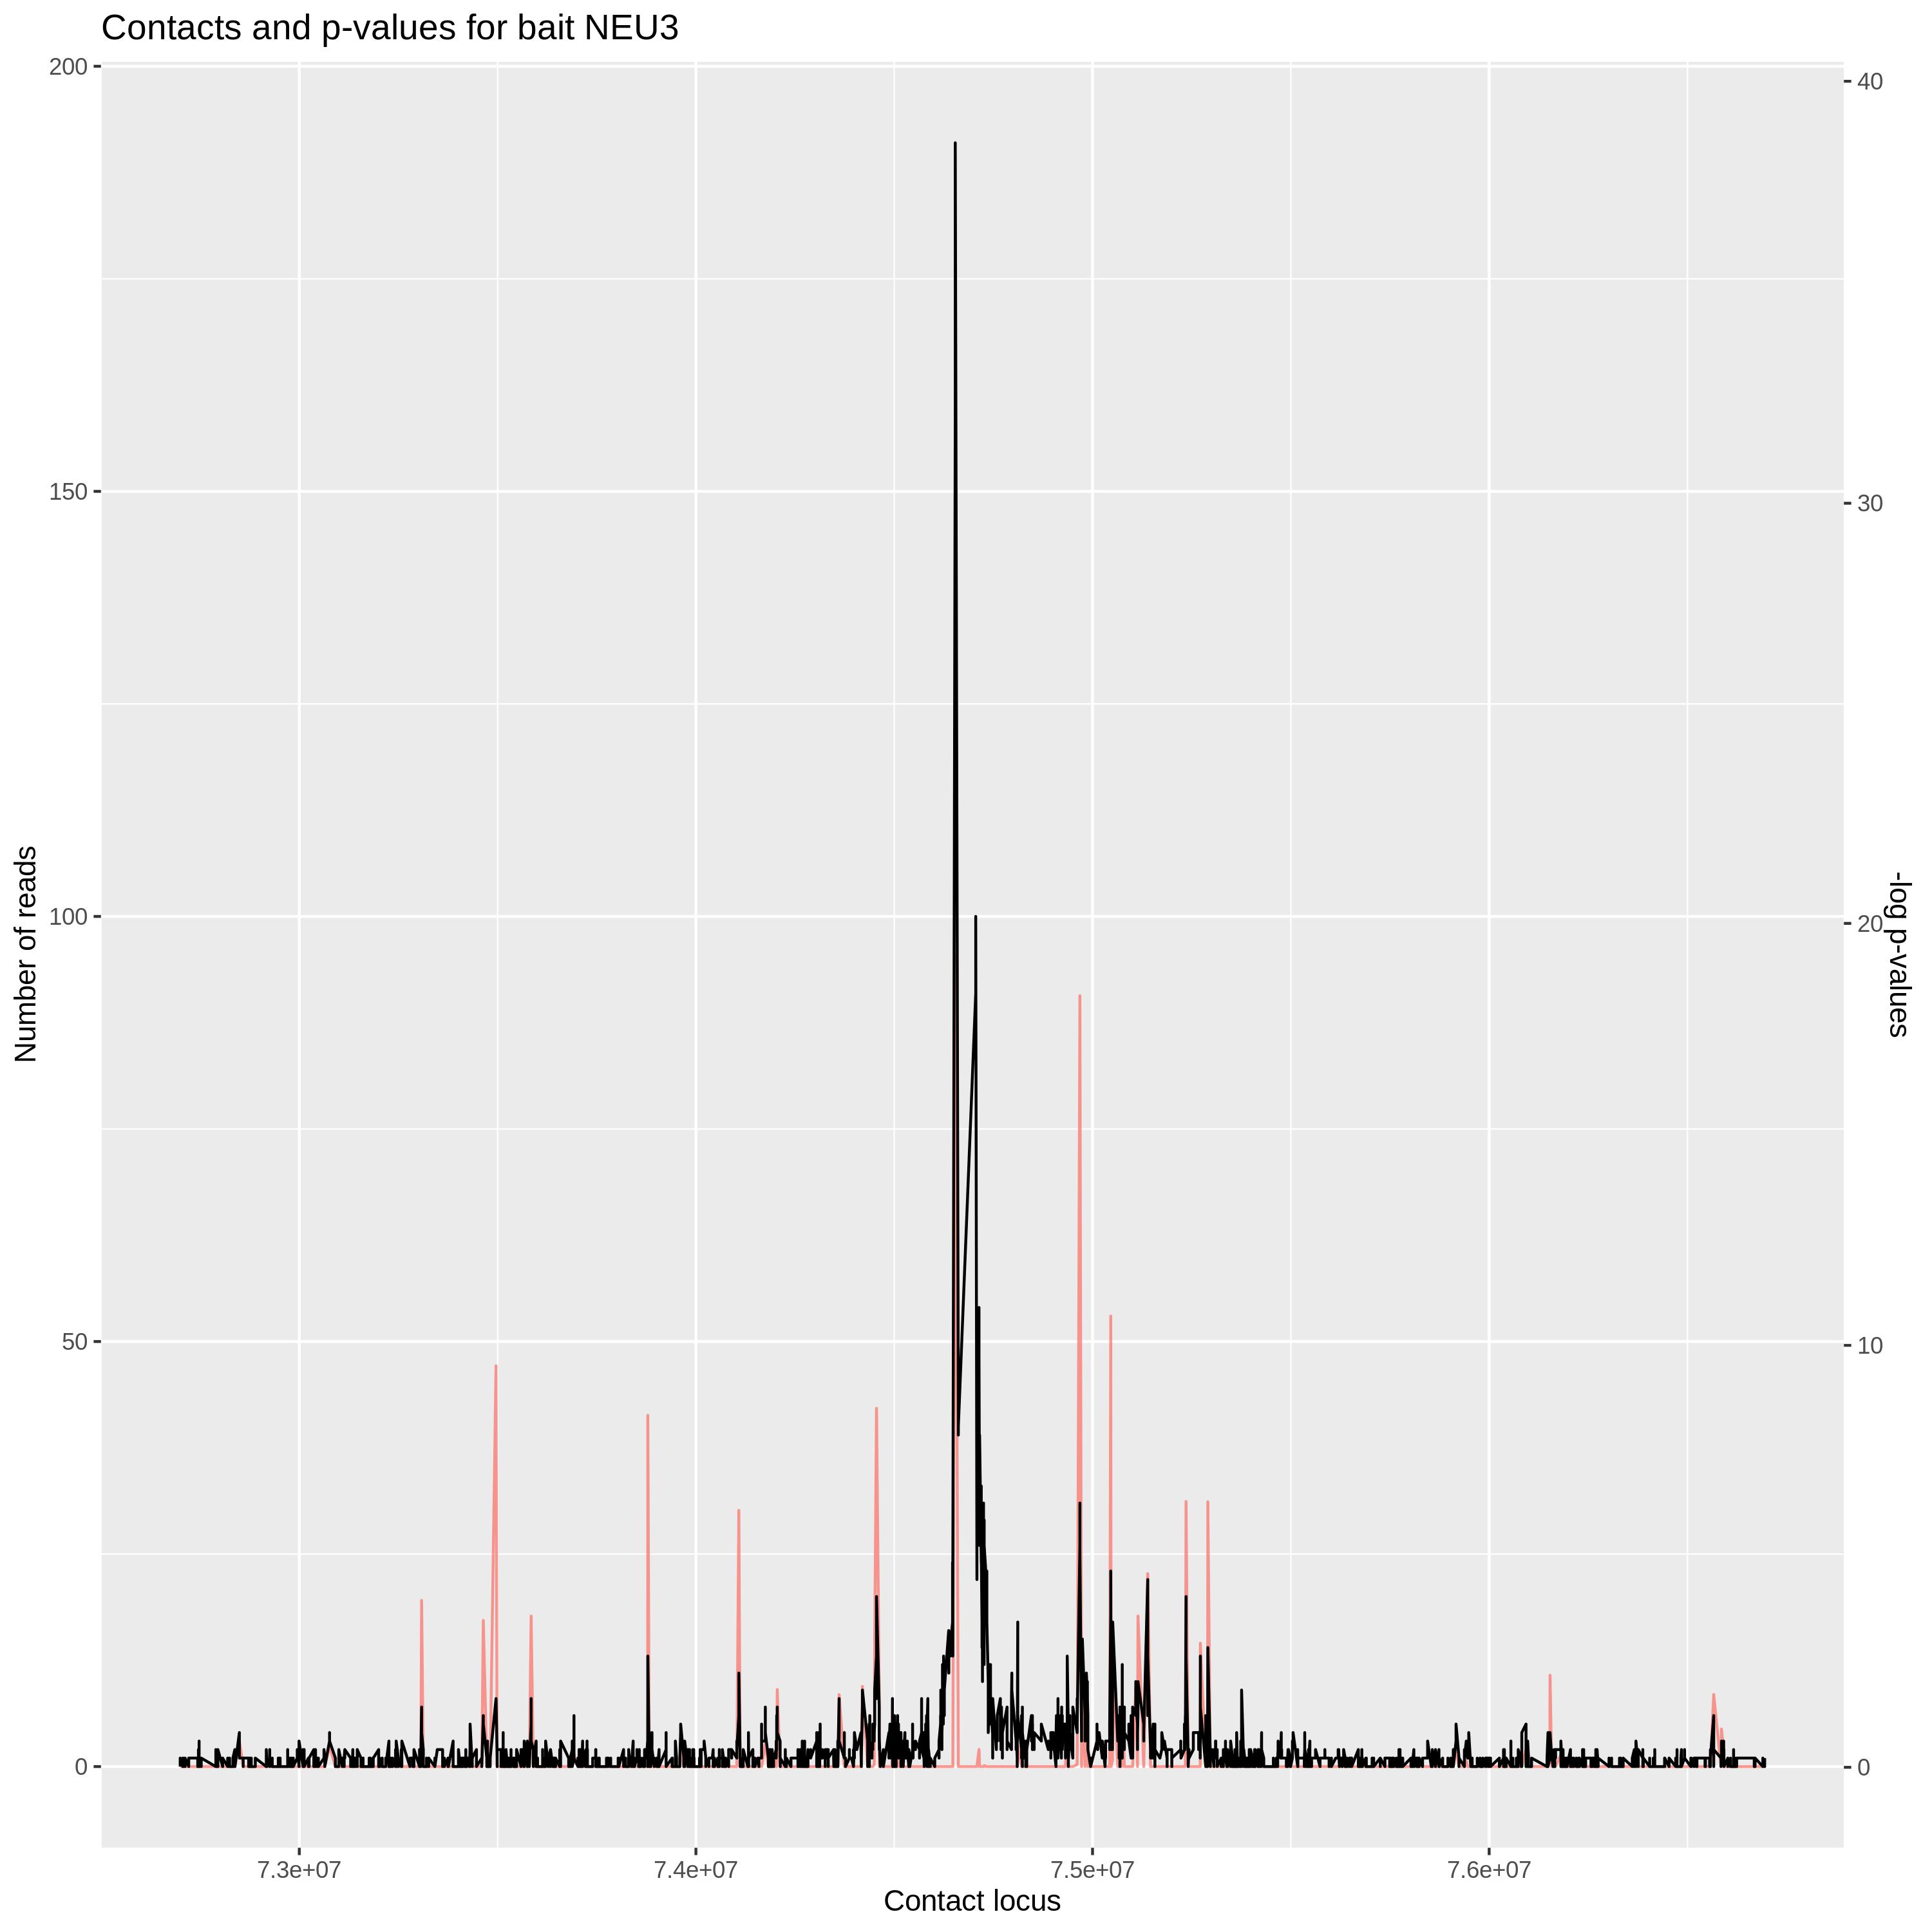 Contacts and p-values for bait NEU3
200
150
100
50
0
Number of reads
40
30
20
10
0
-log p-values
7.3e+07
7.4e+07
7.5e+07
7.6e+07
Contact locus